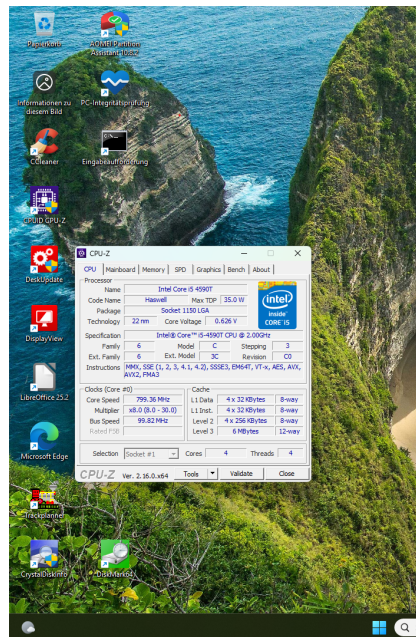 Papierkorb
AOMEI Partition
Assistant 10.8.2
Informationen zu
diesem Bild
PC-Integritätsprüfung
CCleaner
Eingabeaufforderung
CPUID CPU-Z
DeskUpdate
DisplayView
LibreOffice 25.2
Microsoft Edge
Trackplanner
CrystalDiskInfo
DiskMark64
CPU-Z
CPU Mainboard Memory SPD Graphics Bench About
Processor
Name Intel Core i5 4590T
Code Name Haswell Max TDP 35.0 W
Package Socket 1150 LGA
Technology 22 nm Core Voltage 0.626 V
intel
inside
CORE i5
Specification Intel® Core™ i5-4590T CPU @ 2.00GHz
Family 6 Model C Stepping 3
Ext. Family 6 Ext. Model 3C Revision C0
Instructions MMX, SSE (1, 2, 3, 4.1, 4.2), SSSE3, EM64T, VT-x, AES, AVX,
AVX2, FMA3
Clocks (Core #0)
Core Speed 799.36 MHz
Multiplier x8.0 (8.0 - 30.0)
Bus Speed 99.82 MHz
Rated FSB
Cache
L1 Data 4 x 32 KBytes 8-way
L1 Inst. 4 x 32 KBytes 8-way
Level 2 4 x 256 KBytes 8-way
Level 3 6 MBytes 12-way
Selection Socket #1 Cores 4 Threads 4
CPU-Z Ver. 2.16.0.x64 Tools Validate Close